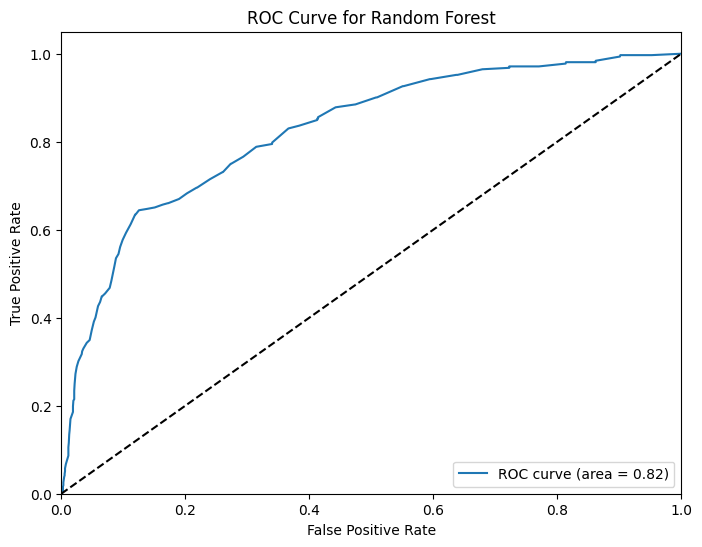 ROC Curve for Random Forest
True Positive Rate
1.0
0.8
0.6
0.4
0.2
0.0
0.0 0.2 0.4 0.6 0.8 1.0
False Positive Rate
ROC curve (area = 0.82)